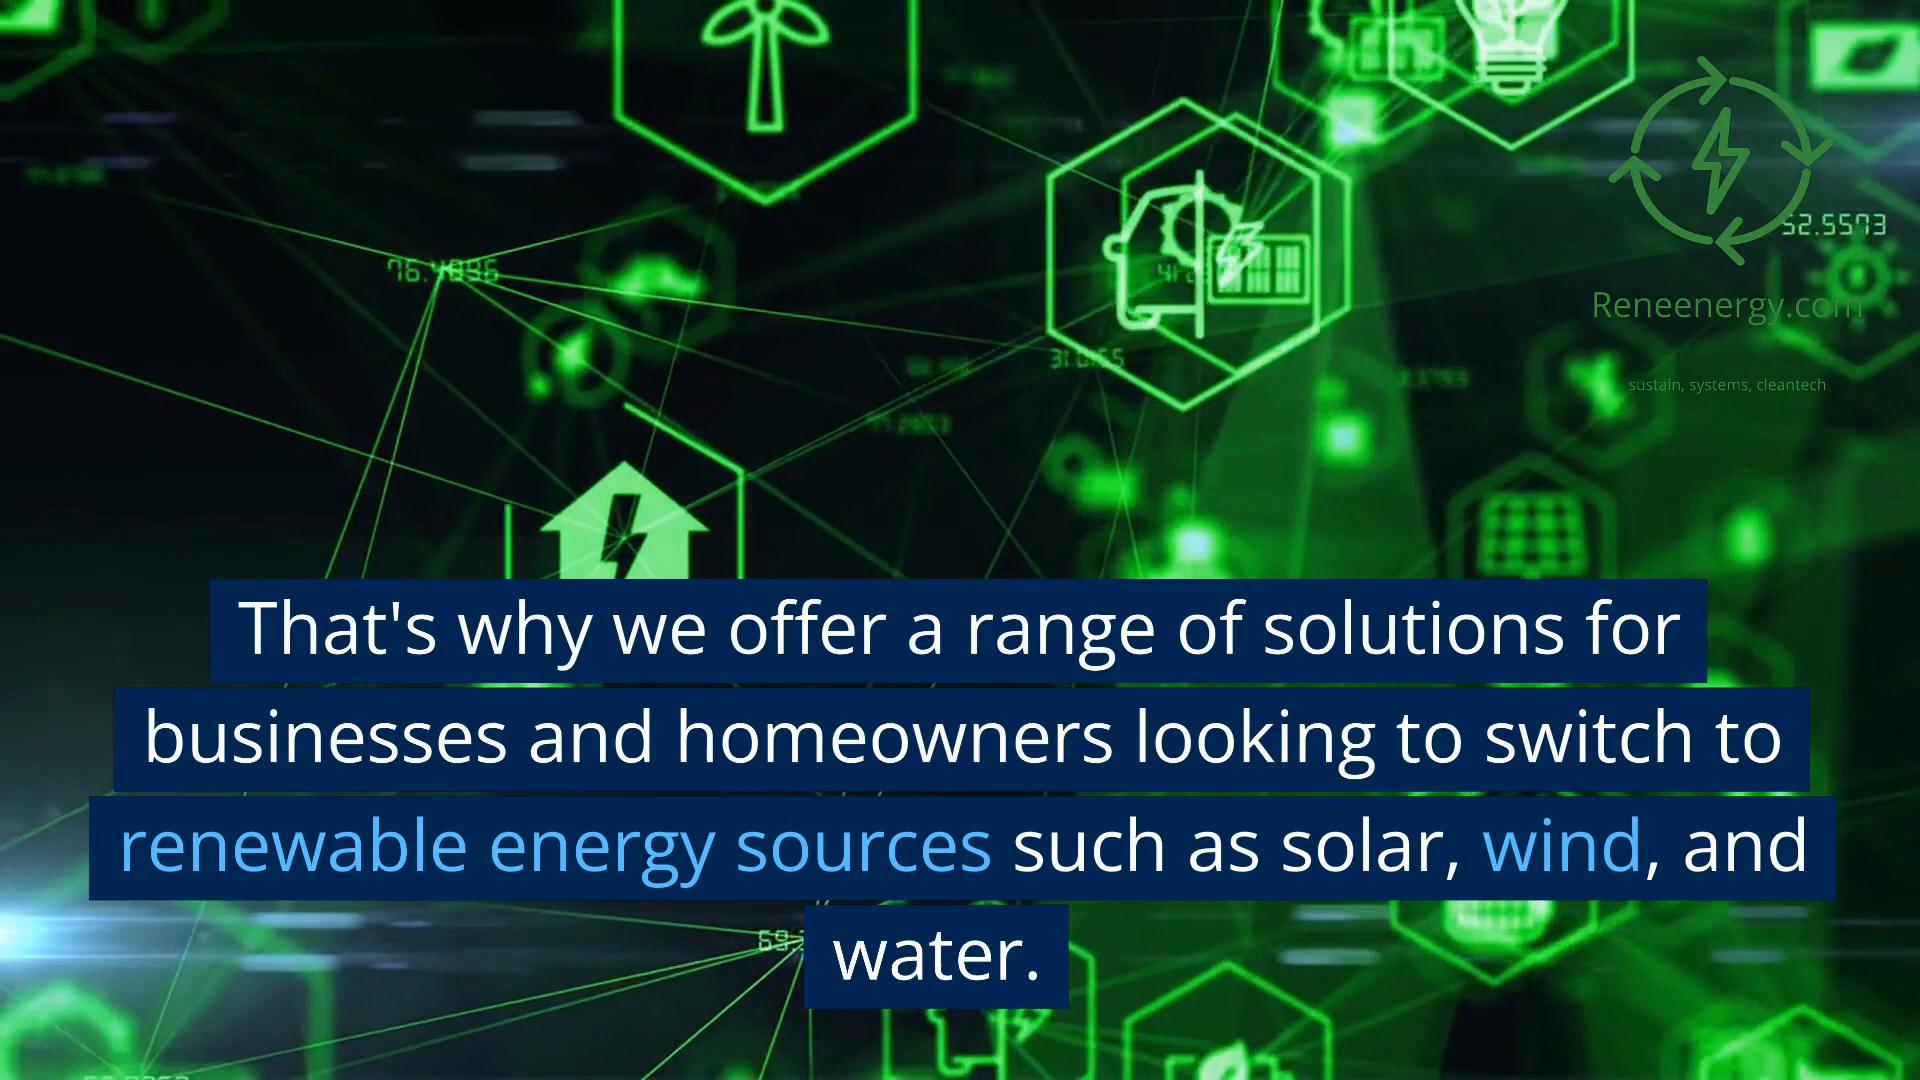 52.5573
76.4096
Reneenergy.com
sustain, systems, cleantech
That's why we offer a range of solutions for
businesses and homeowners looking to switch to
renewable energy sources such as solar, wind, and
water.